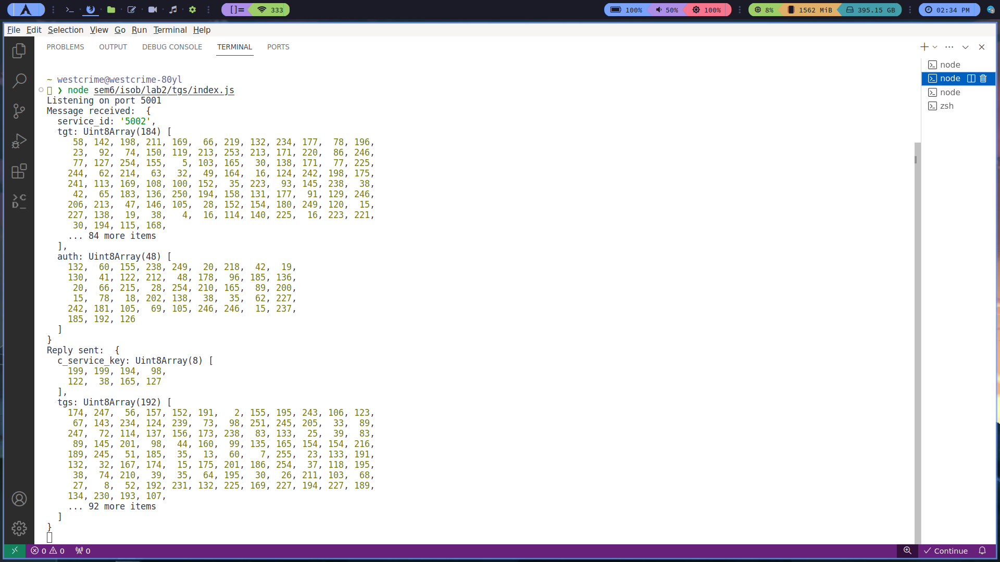 []= 333 100% 50% 100% 8% 1562 MiB 395.15 GB 02:34 PM
File Edit Selection View Go Run Terminal Help
PROBLEMS OUTPUT DEBUG CONSOLE TERMINAL PORTS
node
node
node
zsh
~ westcrime@westcrime-80yl
❯ node sem6/isob/lab2/tgs/index.js
Listening on port 5001
Message received:  {
  service_id: '5002',
  tgt: Uint8Array(184) [
     58, 142, 198, 211, 169,  66, 219, 132, 234, 177,  78, 196,
     23,  92,  74, 150, 119, 213, 253, 213, 171, 220,  86, 246,
     77, 127, 254, 155,   5, 103, 165,  30, 138, 171,  77, 225,
    244,  62, 214,  63,  32,  49, 164,  16, 124, 242, 198, 175,
    241, 113, 169, 108, 100, 152,  35, 223,  93, 145, 238,  38,
     42,  65, 183, 136, 250, 194, 158, 131, 177,  91, 129, 246,
    206, 213,  47, 146, 105,  28, 152, 154, 180, 249, 120,  15,
    227, 138,  19,  38,   4,  16, 114, 140, 225,  16, 223, 221,
     30, 194, 115, 168,
    ... 84 more items
  ],
  auth: Uint8Array(48) [
    132,  60, 155, 238, 249,  20, 218,  42,  19,
    130,  41, 122, 212,  48, 178,  96, 185, 136,
     20,  66, 215,  28, 254, 210, 165,  89, 200,
     15,  78,  18, 202, 138,  38,  35,  62, 227,
    242, 181, 105,  69, 105, 246, 246,  15, 237,
    185, 192, 126
  ]
}
Reply sent:  {
  c_service_key: Uint8Array(8) [
    199, 199, 194,  98,
    122,  38, 165, 127
  ],
  tgs: Uint8Array(192) [
    174, 247,  56, 157, 152, 191,   2, 155, 195, 243, 106, 123,
     67, 143, 234, 124, 239,  73,  98, 251, 245, 205,  33,  89,
    247,  72, 114, 137, 156, 173, 238,  83, 133,  25,  39,  83,
     89, 145, 201,  98,  44, 160,  99, 135, 165, 154, 154, 216,
    189, 245,  51, 185,  35,  13,  60,   7, 255,  23, 133, 191,
    132,  32, 167, 174,  15, 175, 201, 186, 254,  37, 118, 195,
     38,  74, 210,  39,  35,  64, 195,  30,  26, 211, 103,  68,
     27,   8,  52, 192, 231, 132, 225, 169, 227, 194, 227, 189,
    134, 230, 193, 107,
    ... 92 more items
  ]
}
0 0 0 Continue